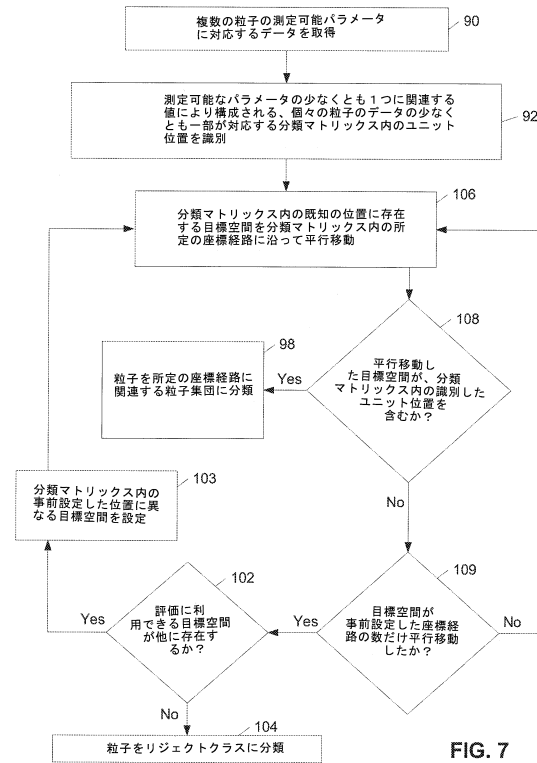 複数の粒子の測定可能パラメータ
に対応するデータを取得
90
測定可能なパラメータの少なくとも1つに関連する
値により構成される、個々の粒子のデータの少なく
とも一部が対応する分類マトリックス内のユニット
位置を識別
92
106
分類マトリックス内の既知の位置に存在
する目標空間を分類マトリックス内の所
定の座標経路に沿って平行移動
108
平行移動し
た目標空間が、分類
マトリックス内の識別した
ユニット位置を
含むか？
Yes
98
粒子を所定の座標経路に
関連する粒子集団に分類
No
103
分類マトリックス内の
事前設定した位置に異
なる目標空間を設定
109
目標空間が
事前設定した座標経
路の数だけ平行移動
したか？
No
Yes
102
評価に利
用できる目標空間
が他に存在す
るか？
Yes
No
104
粒子をリジェクトクラスに分類
FIG. 7